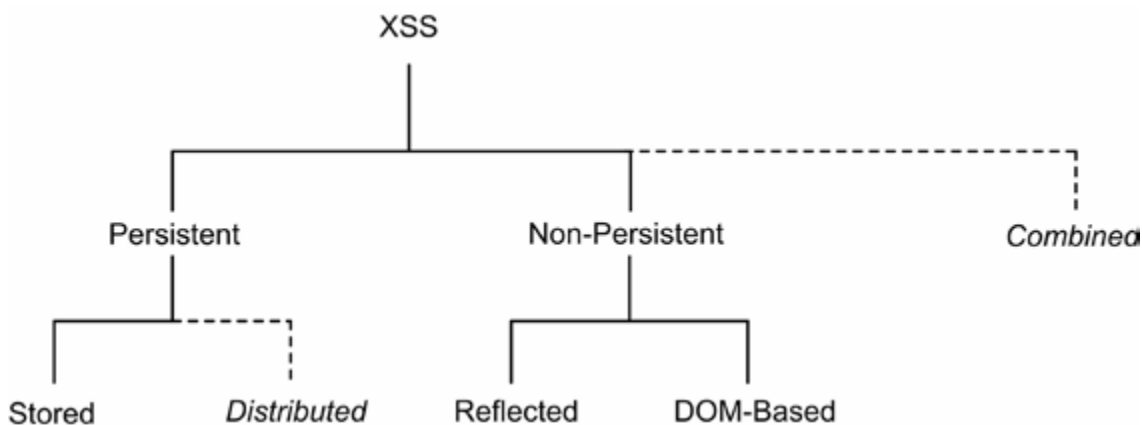 XSS
Persistent
Non-Persistent
Combined
Stored
Distributed
Reflected
DOM-Based